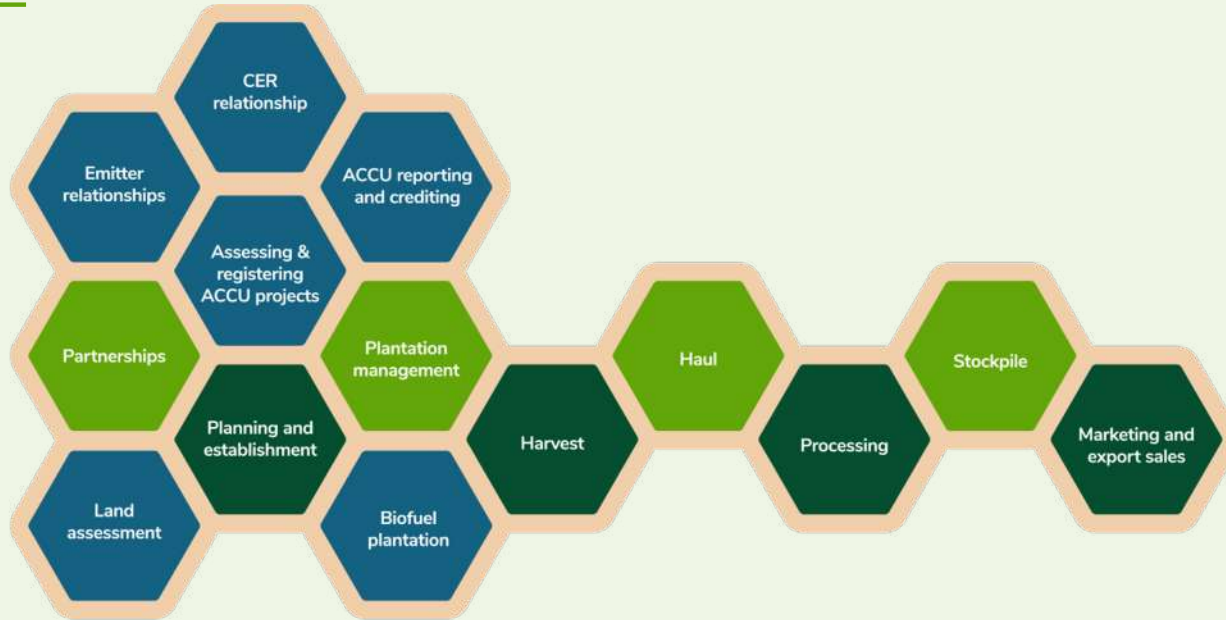 CER
relationship
Emitter
relationships
ACCU reporting
and crediting
Assessing &
registering
ACCU projects
Partnerships
Plantation
management
Haul
Stockpile
Planning and
establishment
Harvest
Processing
Marketing and
export sales
Land
assessment
Biofuel
plantation